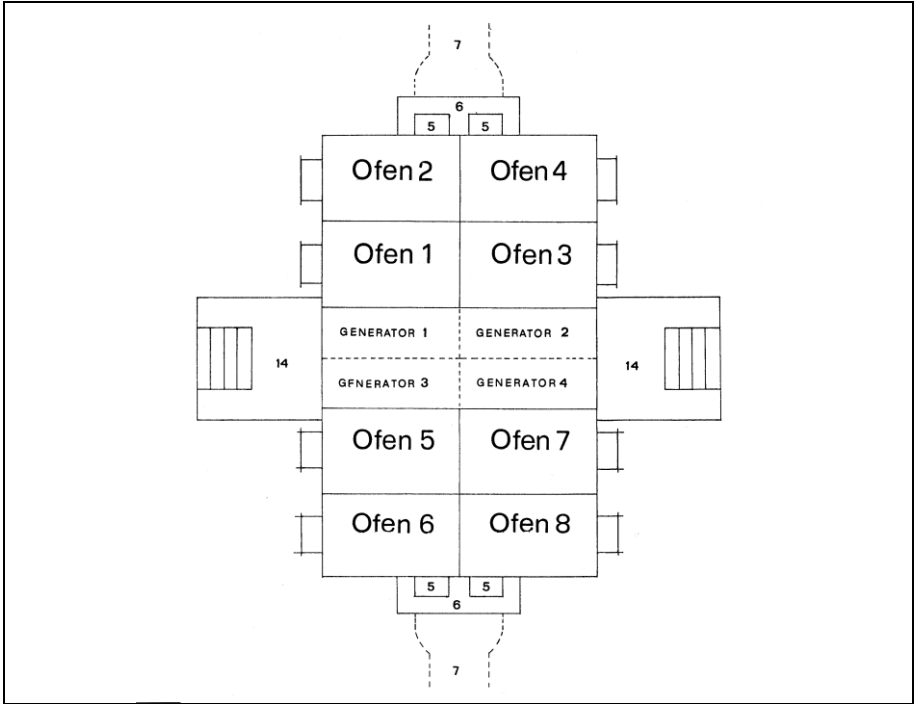 7
6
5 5
Ofen 2 Ofen 4
Ofen 1 Ofen 3
GENERATOR 1 GENERATOR 2
14 14
GFNERATOR 3 GENERATOR 4
Ofen 5 Ofen 7
Ofen 6 Ofen 8
5 5
6
7